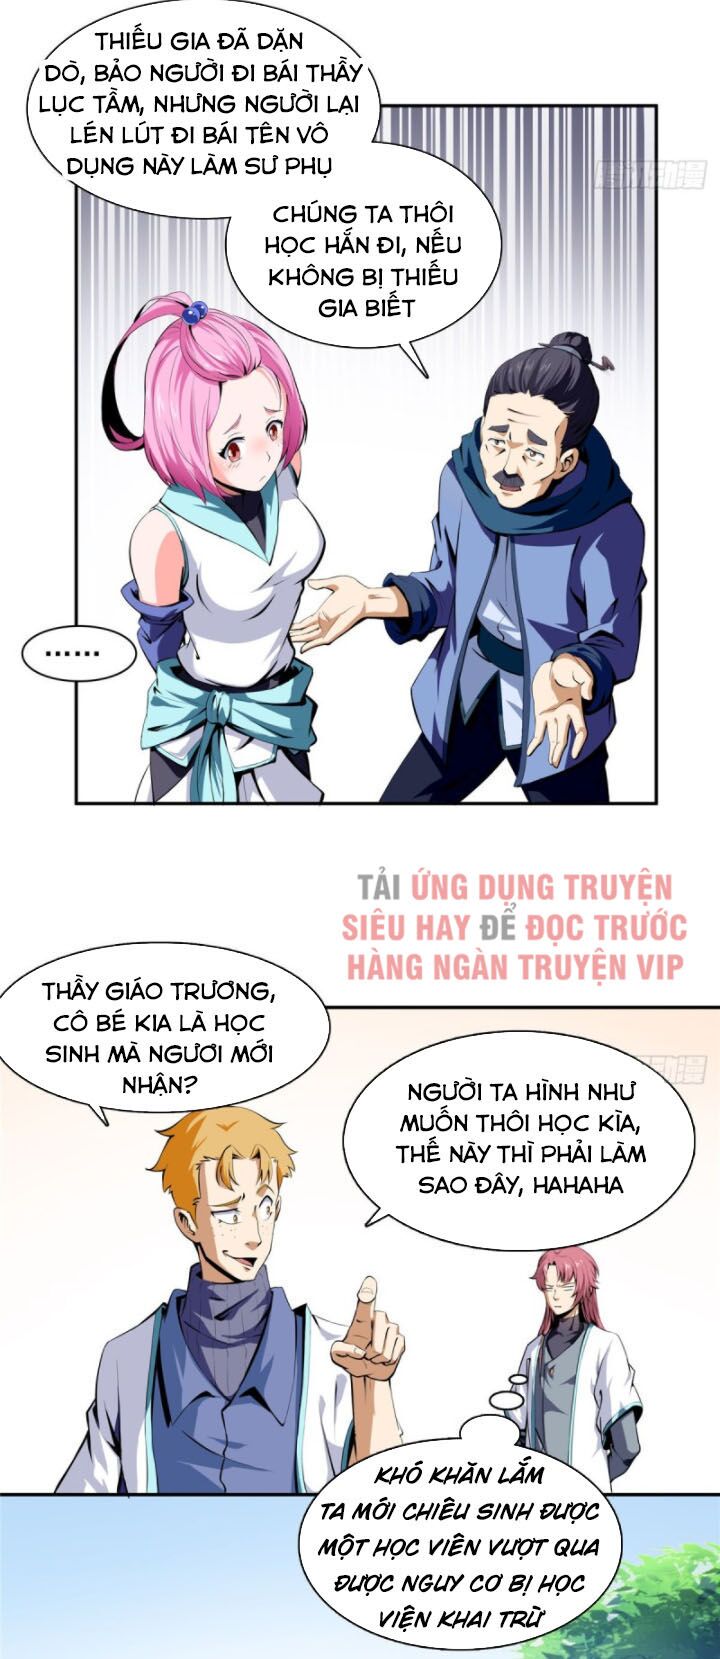 THIẾU GIA ĐÃ DẶN
DÒ, BẢO NGƯỜI ĐI BÁI THẦY
LỤC TẦM, NHƯNG NGƯỜI LẠI
LÉN LÚT ĐI BÁI TÊN VÔ
DỤNG NÀY LÀM SƯ PHỤ
CHÚNG TA THÔI
HỌC HẮN ĐI, NẾU
KHÔNG BỊ THIẾU
GIA BIẾT
......
TẢI ỨNG DỤNG TRUYỆN
SIÊU HAY ĐỂ ĐỌC TRƯỚC
HÀNG NGÀN TRUYỆN VIP
THẦY GIÁO TRƯƠNG,
CÔ BÉ KIA LÀ HỌC
SINH MÀ NGƯƠI MỚI
NHẬN?
NGƯỜI TA HÌNH NHƯ
MUỐN THÔI HỌC KÌA,
THẾ NÀY THÌ PHẢI LÀM
SAO ĐÂY, HAHAHA
KHÓ KHĂN LẮM
TA MỚI CHIÊU SINH ĐƯỢC
MỘT HỌC VIÊN VƯỢT QUA
ĐƯỢC NGUY CƠ BỊ HỌC
VIỆN KHAI TRỪ